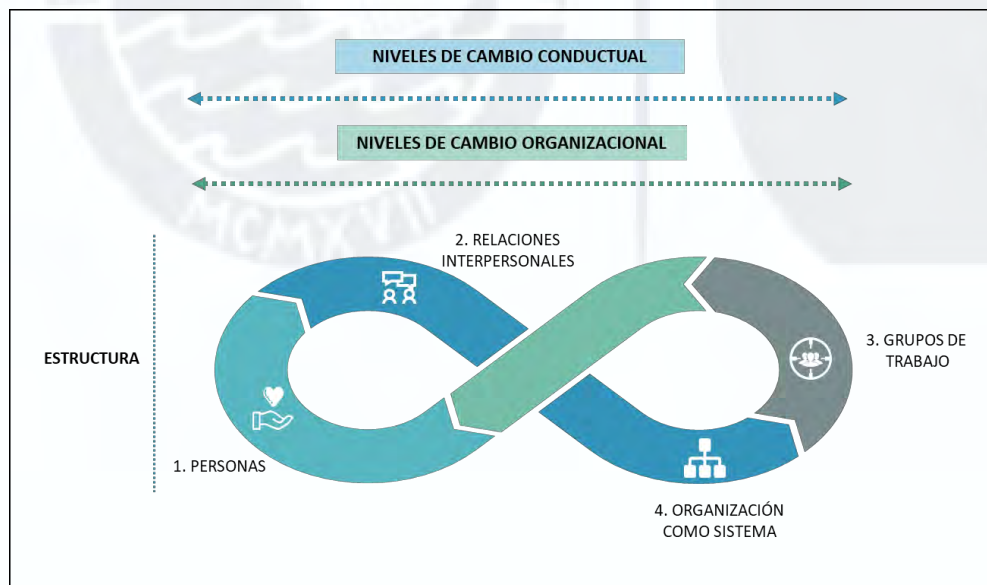 NIVELES DE CAMBIO CONDUCTUAL
NIVELES DE CAMBIO ORGANIZACIONAL
MCMXVII
2. RELACIONES
INTERPERSONALES
ESTRUCTURA
3. GRUPOS DE
TRABAJO
1. PERSONAS
4. ORGANIZACIÓN
COMO SISTEMA